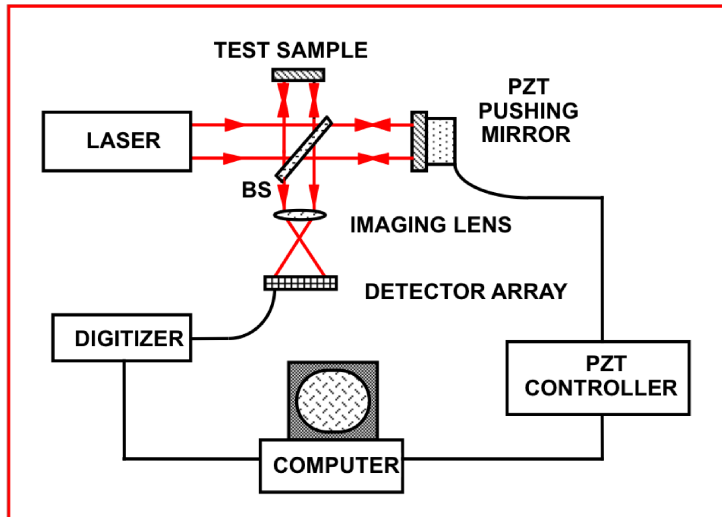 TEST SAMPLE
PZT
PUSHING
MIRROR
LASER
BS
IMAGING LENS
DETECTOR ARRAY
DIGITIZER
PZT
CONTROLLER
COMPUTER